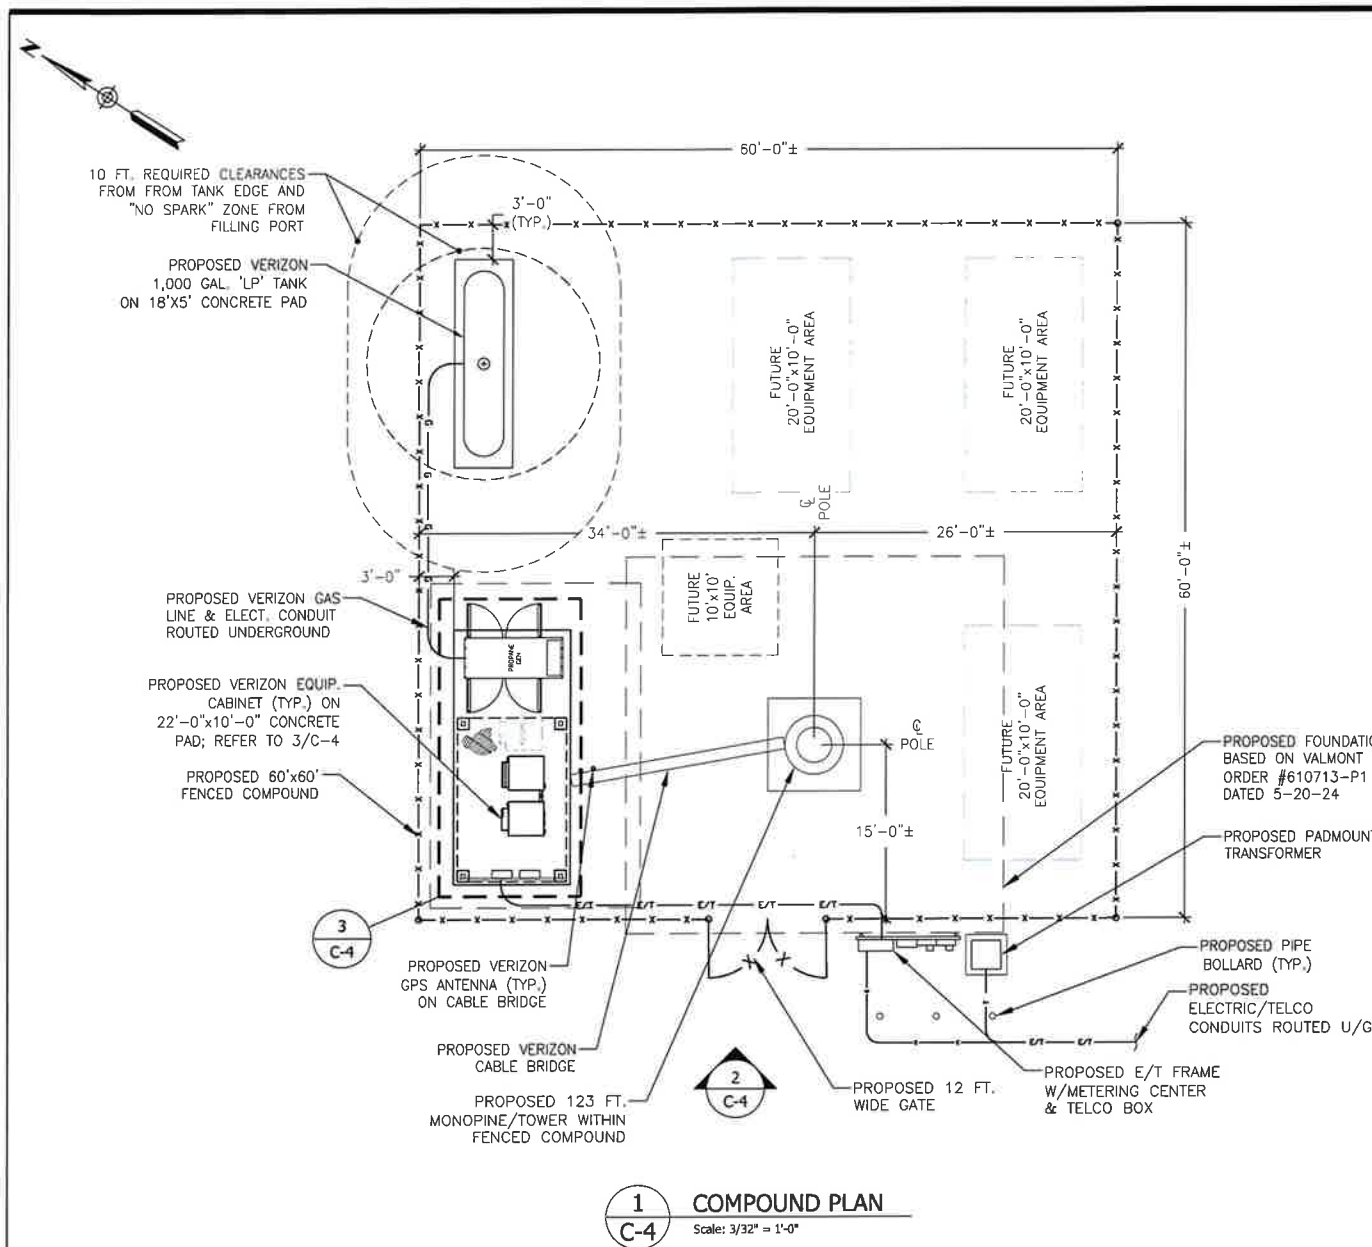 N
60'-0"±
10 FT. REQUIRED CLEARANCES
FROM FROM TANK EDGE AND
"NO SPARK" ZONE FROM
FILLING PORT
3'-0"
(TYP.)
PROPOSED VERIZON
1,000 GAL. 'LP' TANK
ON 18'X5' CONCRETE PAD
FUTURE
20'-0"x10'-0"
EQUIPMENT AREA
FUTURE
20'-0"x10'-0"
EQUIPMENT AREA
℄
POLE
34'-0"±
26'-0"±
60'-0"±
3'-0"
FUTURE
10'x10'
EQUIP.
AREA
PROPOSED VERIZON GAS
LINE & ELECT. CONDUIT
ROUTED UNDERGROUND
PROPANE
GEN
PROPOSED VERIZON EQUIP.
CABINET (TYP.) ON
22'-0"x10'-0" CONCRETE
PAD; REFER TO 3/C-4
FUTURE
20'-0"x10'-0"
EQUIPMENT AREA
℄
POLE
PROPOSED FOUNDATIO
BASED ON VALMONT
ORDER #610713-P1
DATED 5-20-24
PROPOSED 60'x60'
FENCED COMPOUND
15'-0"±
PROPOSED PADMOUNT
TRANSFORMER
E/T E/T E/T E/T
3
C-4
PROPOSED VERIZON
GPS ANTENNA (TYP.)
ON CABLE BRIDGE
PROPOSED PIPE
BOLLARD (TYP.)
PROPOSED
ELECTRIC/TELCO
CONDUITS ROUTED U/G
E/T E/T
PROPOSED VERIZON
CABLE BRIDGE
2
C-4
PROPOSED 12 FT.
WIDE GATE
PROPOSED E/T FRAME
W/METERING CENTER
& TELCO BOX
PROPOSED 123 FT.
MONOPINE/TOWER WITHIN
FENCED COMPOUND
1
C-4
COMPOUND PLAN
Scale: 3/32" = 1'-0"